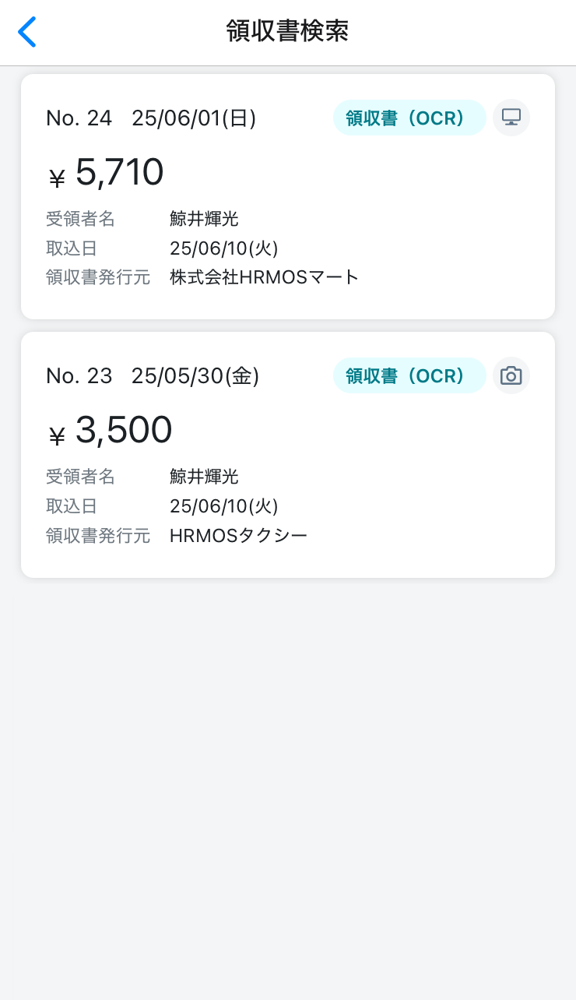 領収書検索
No. 24 25/06/01(日) 領収書（OCR）
¥ 5,710
受領者名 鯨井輝光
取込日 25/06/10(火)
領収書発行元 株式会社HRMOSマート
No. 23 25/05/30(金) 領収書（OCR）
¥ 3,500
受領者名 鯨井輝光
取込日 25/06/10(火)
領収書発行元 HRMOSタクシー